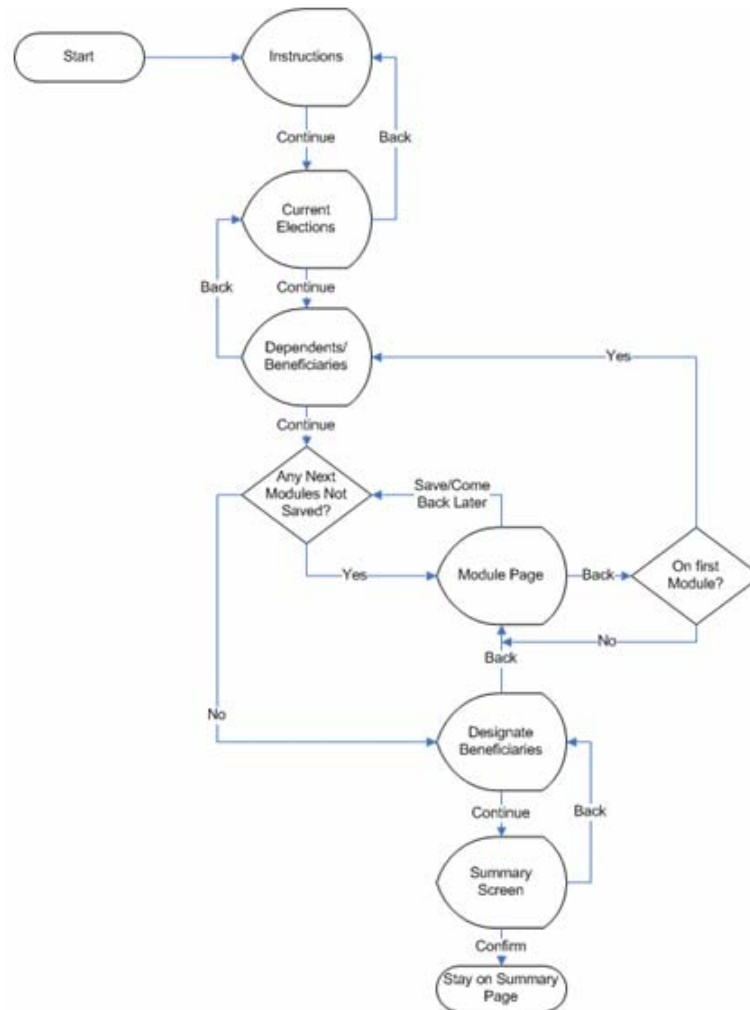 Start
Instructions
Continue
Back
Current
Elections
Back
Continue
Dependents/
Beneficiaries
Yes
Continue
Any Next
Modules Not
Saved?
Save/Come
Back Later
Yes
Module Page
Back
On first
Module?
No
Back
No
Designate
Beneficiaries
Continue
Back
Summary
Screen
Confirm
Stay on Summary
Page